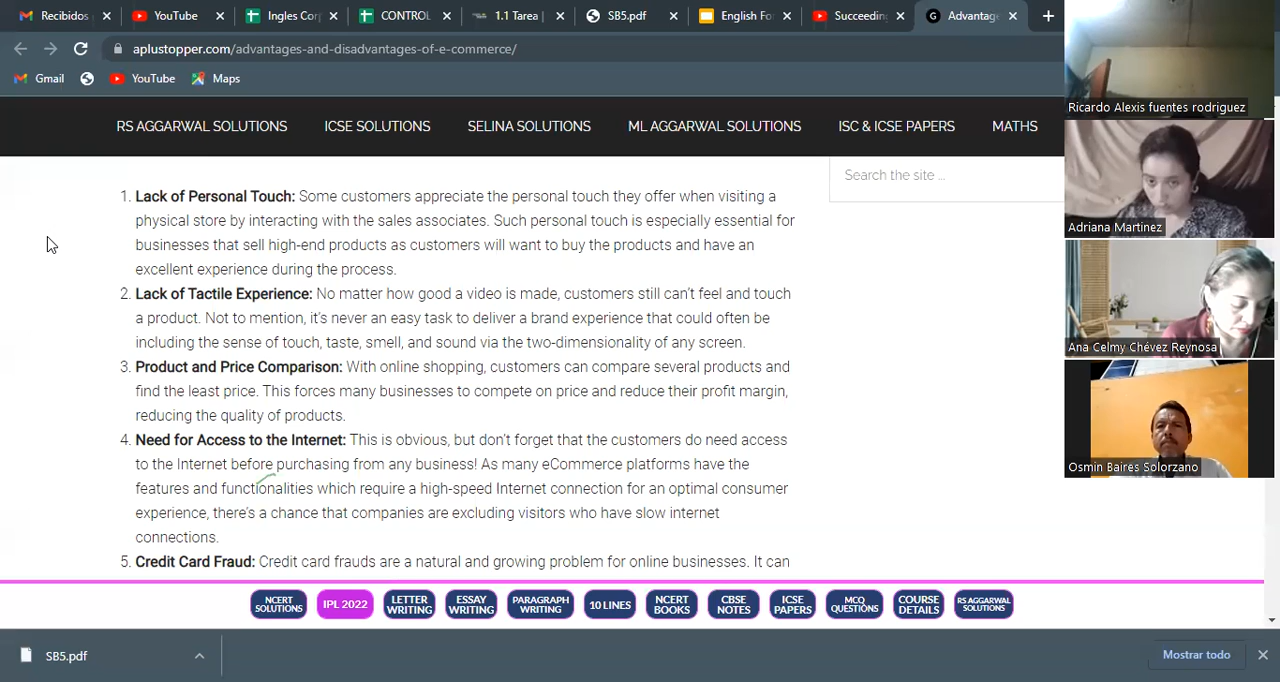 Recibidos
YouTube
Ingles Cor
CONTROL
1.1 Tarea
SB5.pdf
English Fo
Succeeding
Advantage
aplustopper.com/advantages-and-disadvantages-of-e-commerce/
Gmail
YouTube
Maps
RS AGGARWAL SOLUTIONS
ICSE SOLUTIONS
SELINA SOLUTIONS
ML AGGARWAL SOLUTIONS
ISC & ICSE PAPERS
MATHS
Search the site ...
1. Lack of Personal Touch: Some customers appreciate the personal touch they offer when visiting a
physical store by interacting with the sales associates. Such personal touch is especially essential for
businesses that sell high-end products as customers will want to buy the products and have an
excellent experience during the process.
2. Lack of Tactile Experience: No matter how good a video is made, customers still can't feel and touch
a product. Not to mention, it's never an easy task to deliver a brand experience that could often be
including the sense of touch, taste, smell, and sound via the two-dimensionality of any screen.
3. Product and Price Comparison: With online shopping, customers can compare several products and
find the least price. This forces many businesses to compete on price and reduce their profit margin,
reducing the quality of products.
4. Need for Access to the Internet: This is obvious, but don't forget that the customers do need access
to the Internet before purchasing from any business! As many eCommerce platforms have the
features and functionalities which require a high-speed Internet connection for an optimal consumer
experience, there's a chance that companies are excluding visitors who have slow internet
connections.
5. Credit Card Fraud: Credit card frauds are a natural and growing problem for online businesses. It can
NCERT
SOLUTIONS
IPL 2022
LETTER
WRITING
ESSAY
WRITING
PARAGRAPH
WRITING
10 LINES
NCERT
BOOKS
CBSE
NOTES
ICSE
PAPERS
MCQ
QUESTIONS
COURSE
DETAILS
RS AGGARWAL
SOLUTIONS
SB5.pdf
Mostrar todo
Ricardo Alexis fuentes rodriguez
Adriana Martinez
Ana Celmy Chévez Reynosa
Osmin Baires Solorzano